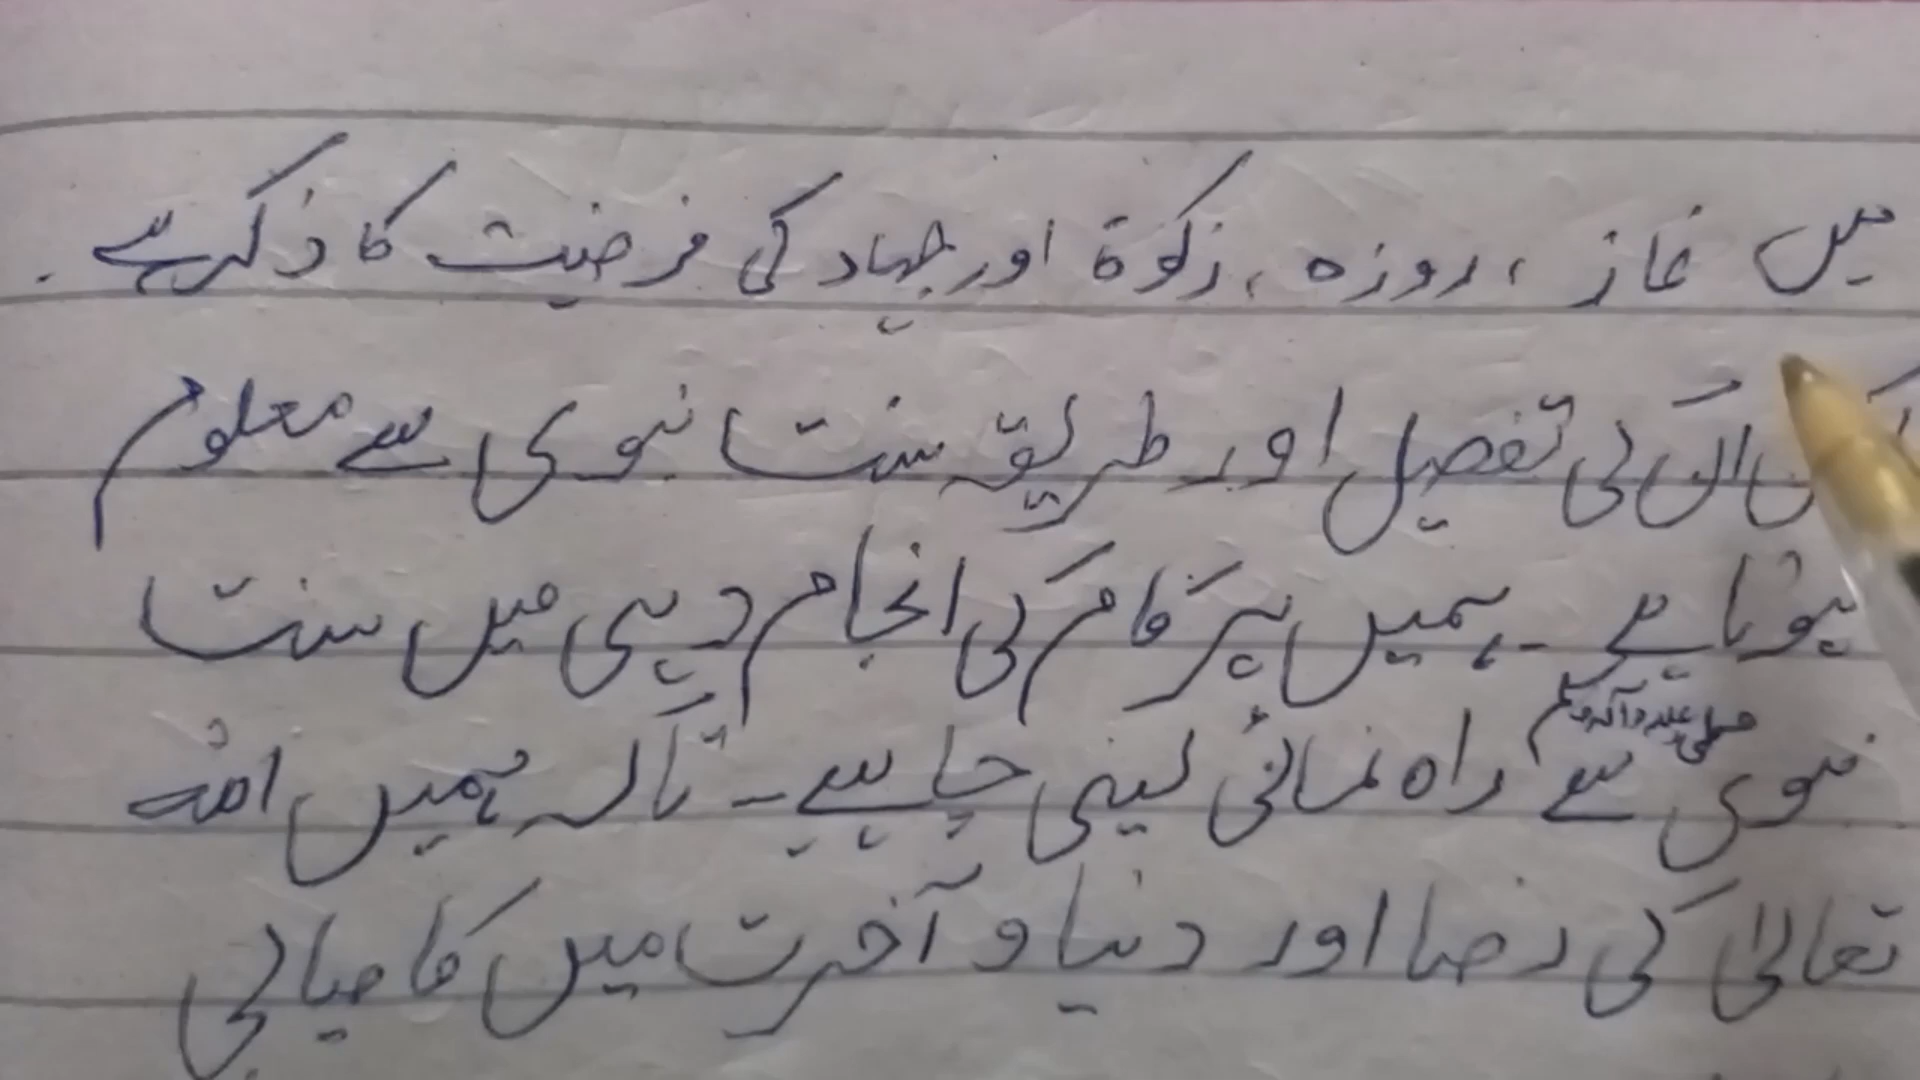 میں نماز ، روزہ ، زکوۃ اور جہاد کی فرضیت کا ذکر ہے .
ان کی تفصیل اور طریقہ سنت نبوی سے معلوم
ہوتا ہے ۔ ہمیں ہر کام کی انجام دہی میں سنت
نبوی صلی علیہ وآلہ وسلم سے راہ نمائی لینی چاہیے ۔ تاکہ ہمیں اللہ
تعالیٰ کی رضا اور دنیا و آخرت میں کامیابی